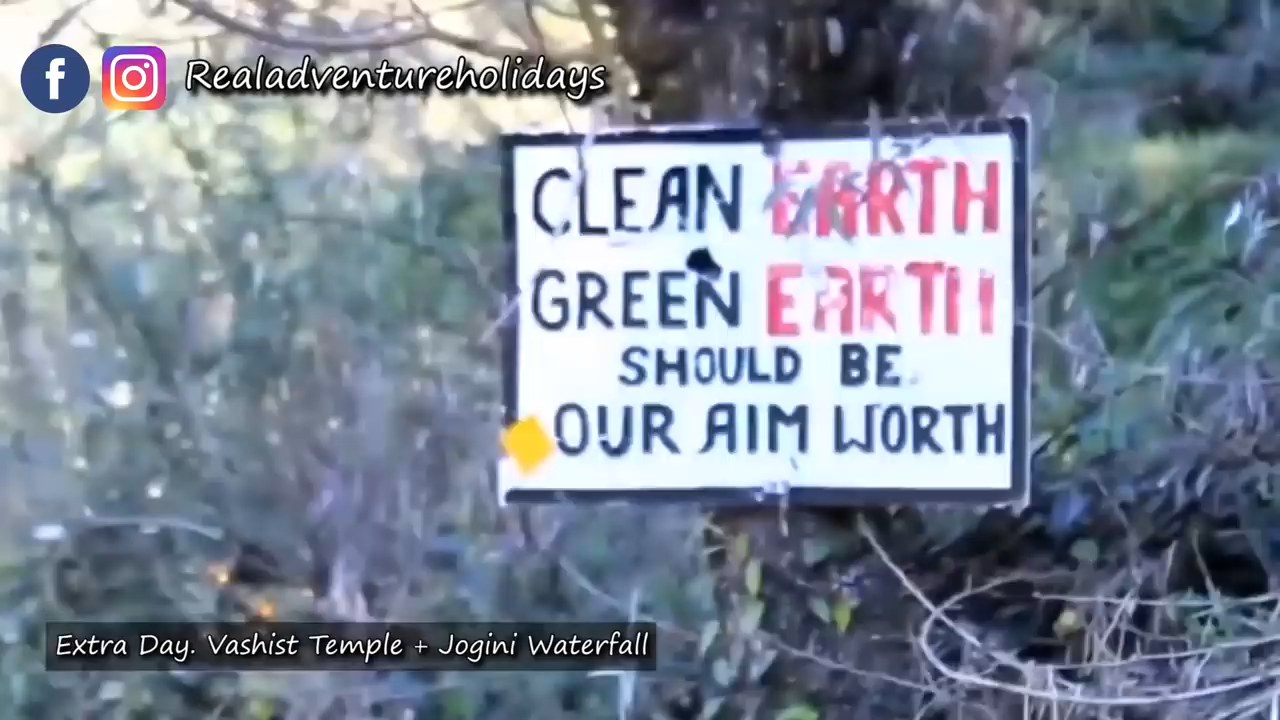 Realadventureholidays
CLEAN EARTH
GREEN EARTH
SHOULD BE
OUR AIM WORTH
Extra Day. Vashist Temple + Jogini Waterfall